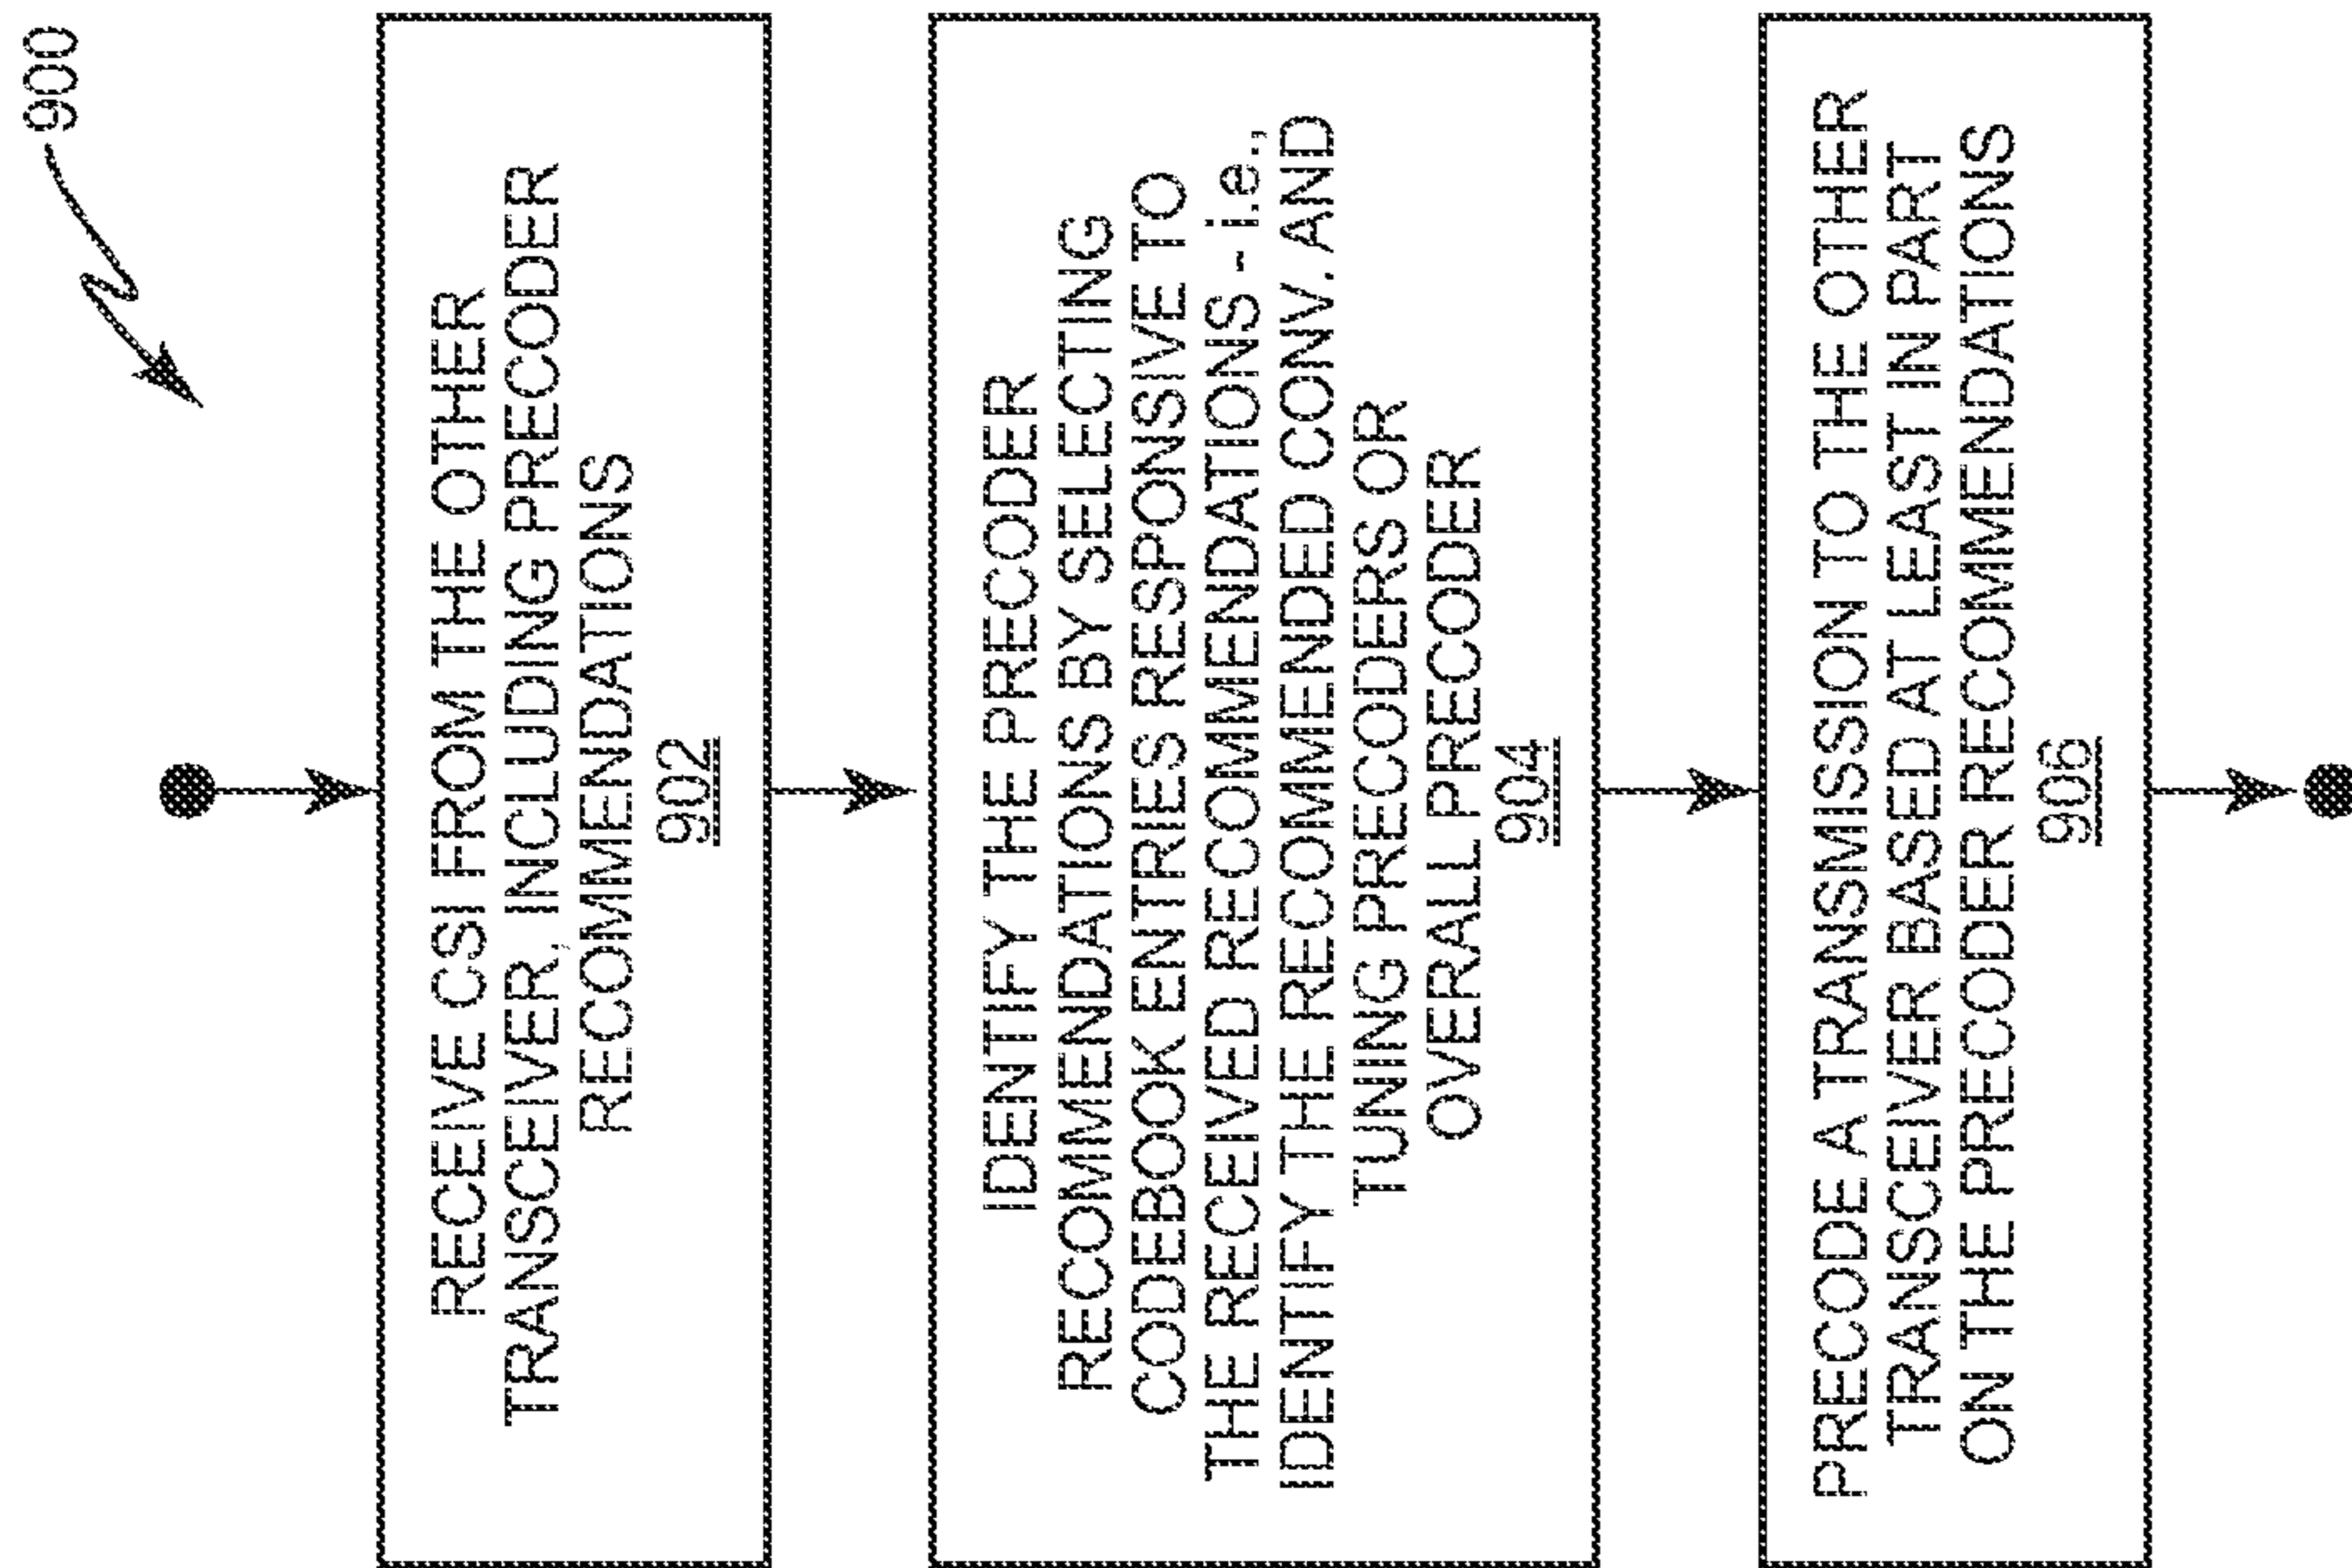 900
RECEIVE CSI FROM THE OTHER
TRANSCEIVER, INCLUDING PRECODER
RECOMMENDATIONS
902
IDENTIFY THE PRECODER
RECOMMENDATIONS BY SELECTING
CODEBOOK ENTRIES RESPONSIVE TO
THE RECEIVED RECOMMENDATIONS - i.e.,
IDENTIFY THE RECOMMENDED CONV. AND
TUNING PRECODERS OR
OVERALL PRECODER
904
PRECODE A TRANSMISSION TO THE OTHER
TRANSCEIVER BASED AT LEAST IN PART
ON THE PRECODER RECOMMENDATIONS
906